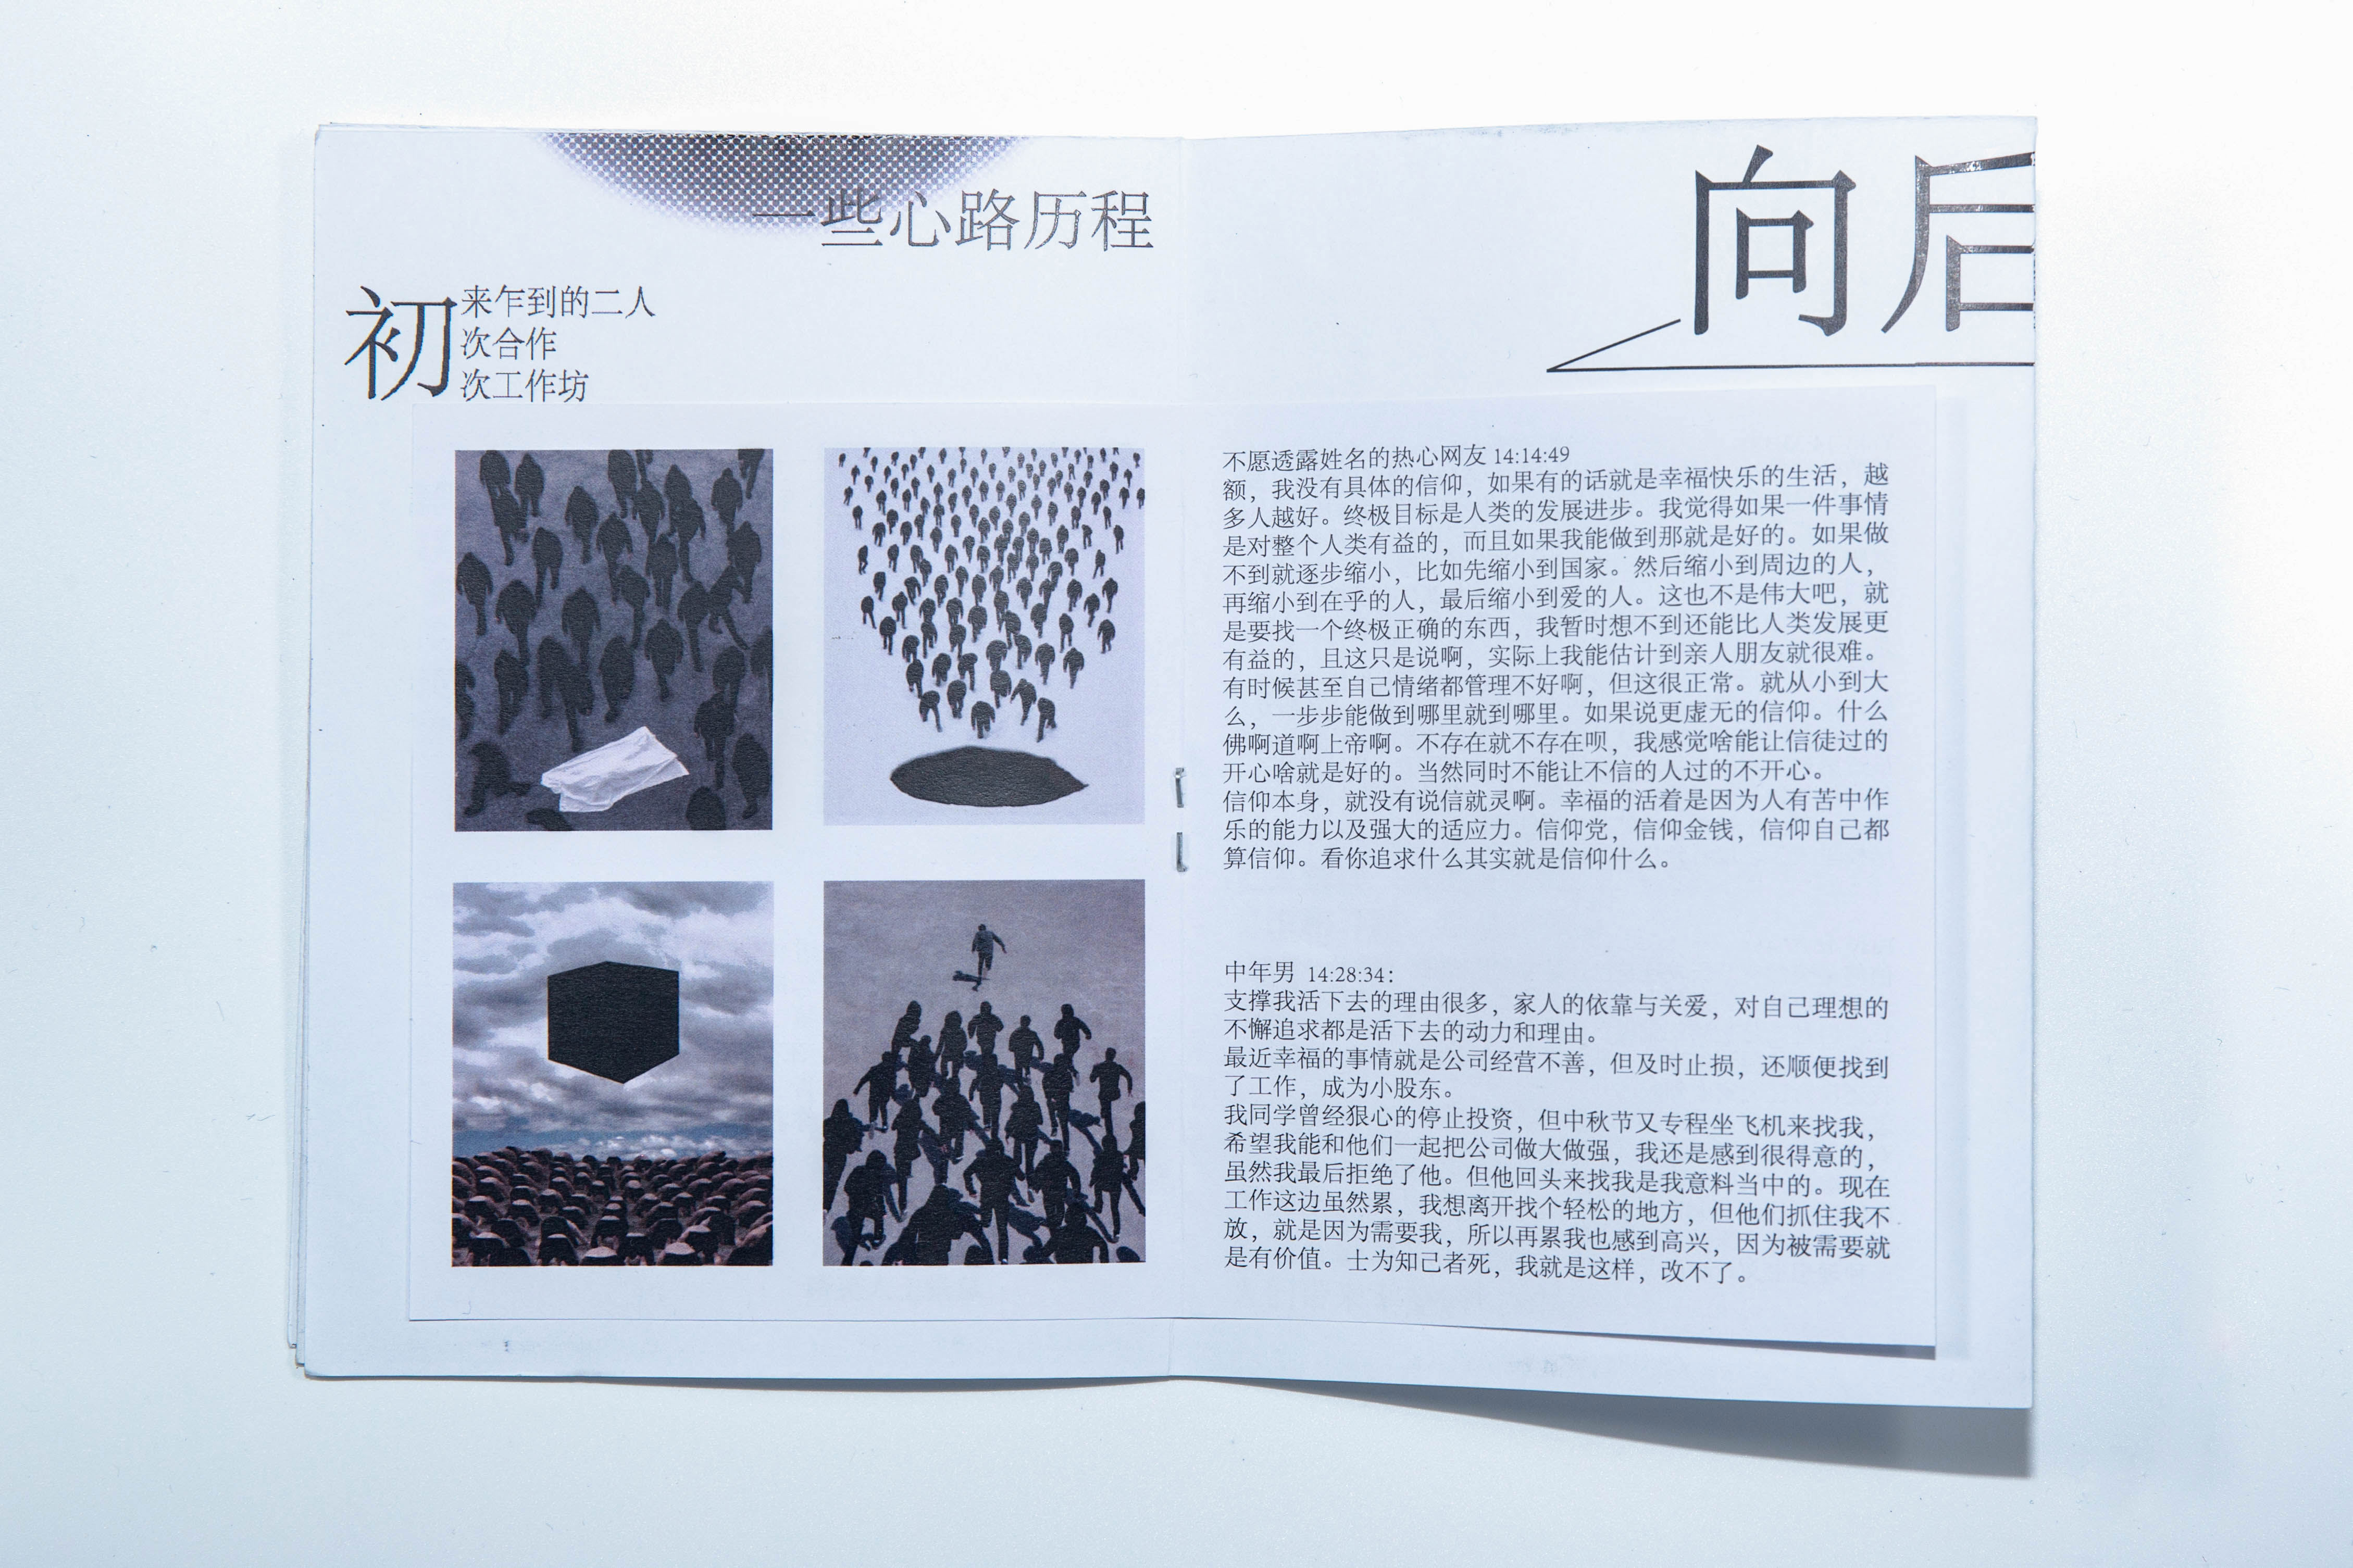 一些心路历程
初
来乍到的二人
次合作
次工作坊
向后
不愿透露姓名的热心网友 14:14:49
额，我没有具体的信仰，如果有的话就是幸福快乐的生活，越
多人越好。终极目标是人类的发展进步。我觉得如果一件事情
是对整个人类有益的，而且如果我能做到那就是好的。如果做
不到就逐步缩小，比如先缩小到国家。然后缩小到周边的人，
再缩小到在乎的人，最后缩小到爱的人。这也不是伟大吧，就
是要找一个终极正确的东西，我暂时想不到还能比人类发展更
有益的，且这只是说啊，实际上我能估计到亲人朋友就很难。
有时候甚至自己情绪都管理不好啊，但这很正常。就从小到大
么，一步步能做到哪里就到哪里。如果说更虚无的信仰。什么
佛啊道啊上帝啊。不存在就不存在呗，我感觉啥能让信徒过的
开心啥就是好的。当然同时不能让不信的人过的不开心。
信仰本身，就没有说信就灵啊。幸福的活着是因为人有苦中作
乐的能力以及强大的适应力。信仰党，信仰金钱，信仰自己都
算信仰。看你追求什么其实就是信仰什么。
中年男 14:28:34：
支撑我活下去的理由很多，家人的依靠与关爱，对自己理想的
不懈追求都是活下去的动力和理由。
最近幸福的事情就是公司经营不善，但及时止损，还顺便找到
了工作，成为小股东。
我同学曾经狠心的停止投资，但中秋节又专程坐飞机来找我，
希望我能和他们一起把公司做大做强，我还是感到很得意的，
虽然我最后拒绝了他。但他回头来找我是我意料当中的。现在
工作这边虽然累，我想离开找个轻松的地方，但他们抓住我不
放，就是因为需要我，所以再累我也感到高兴，因为被需要就
是有价值。士为知己者死，我就是这样，改不了。